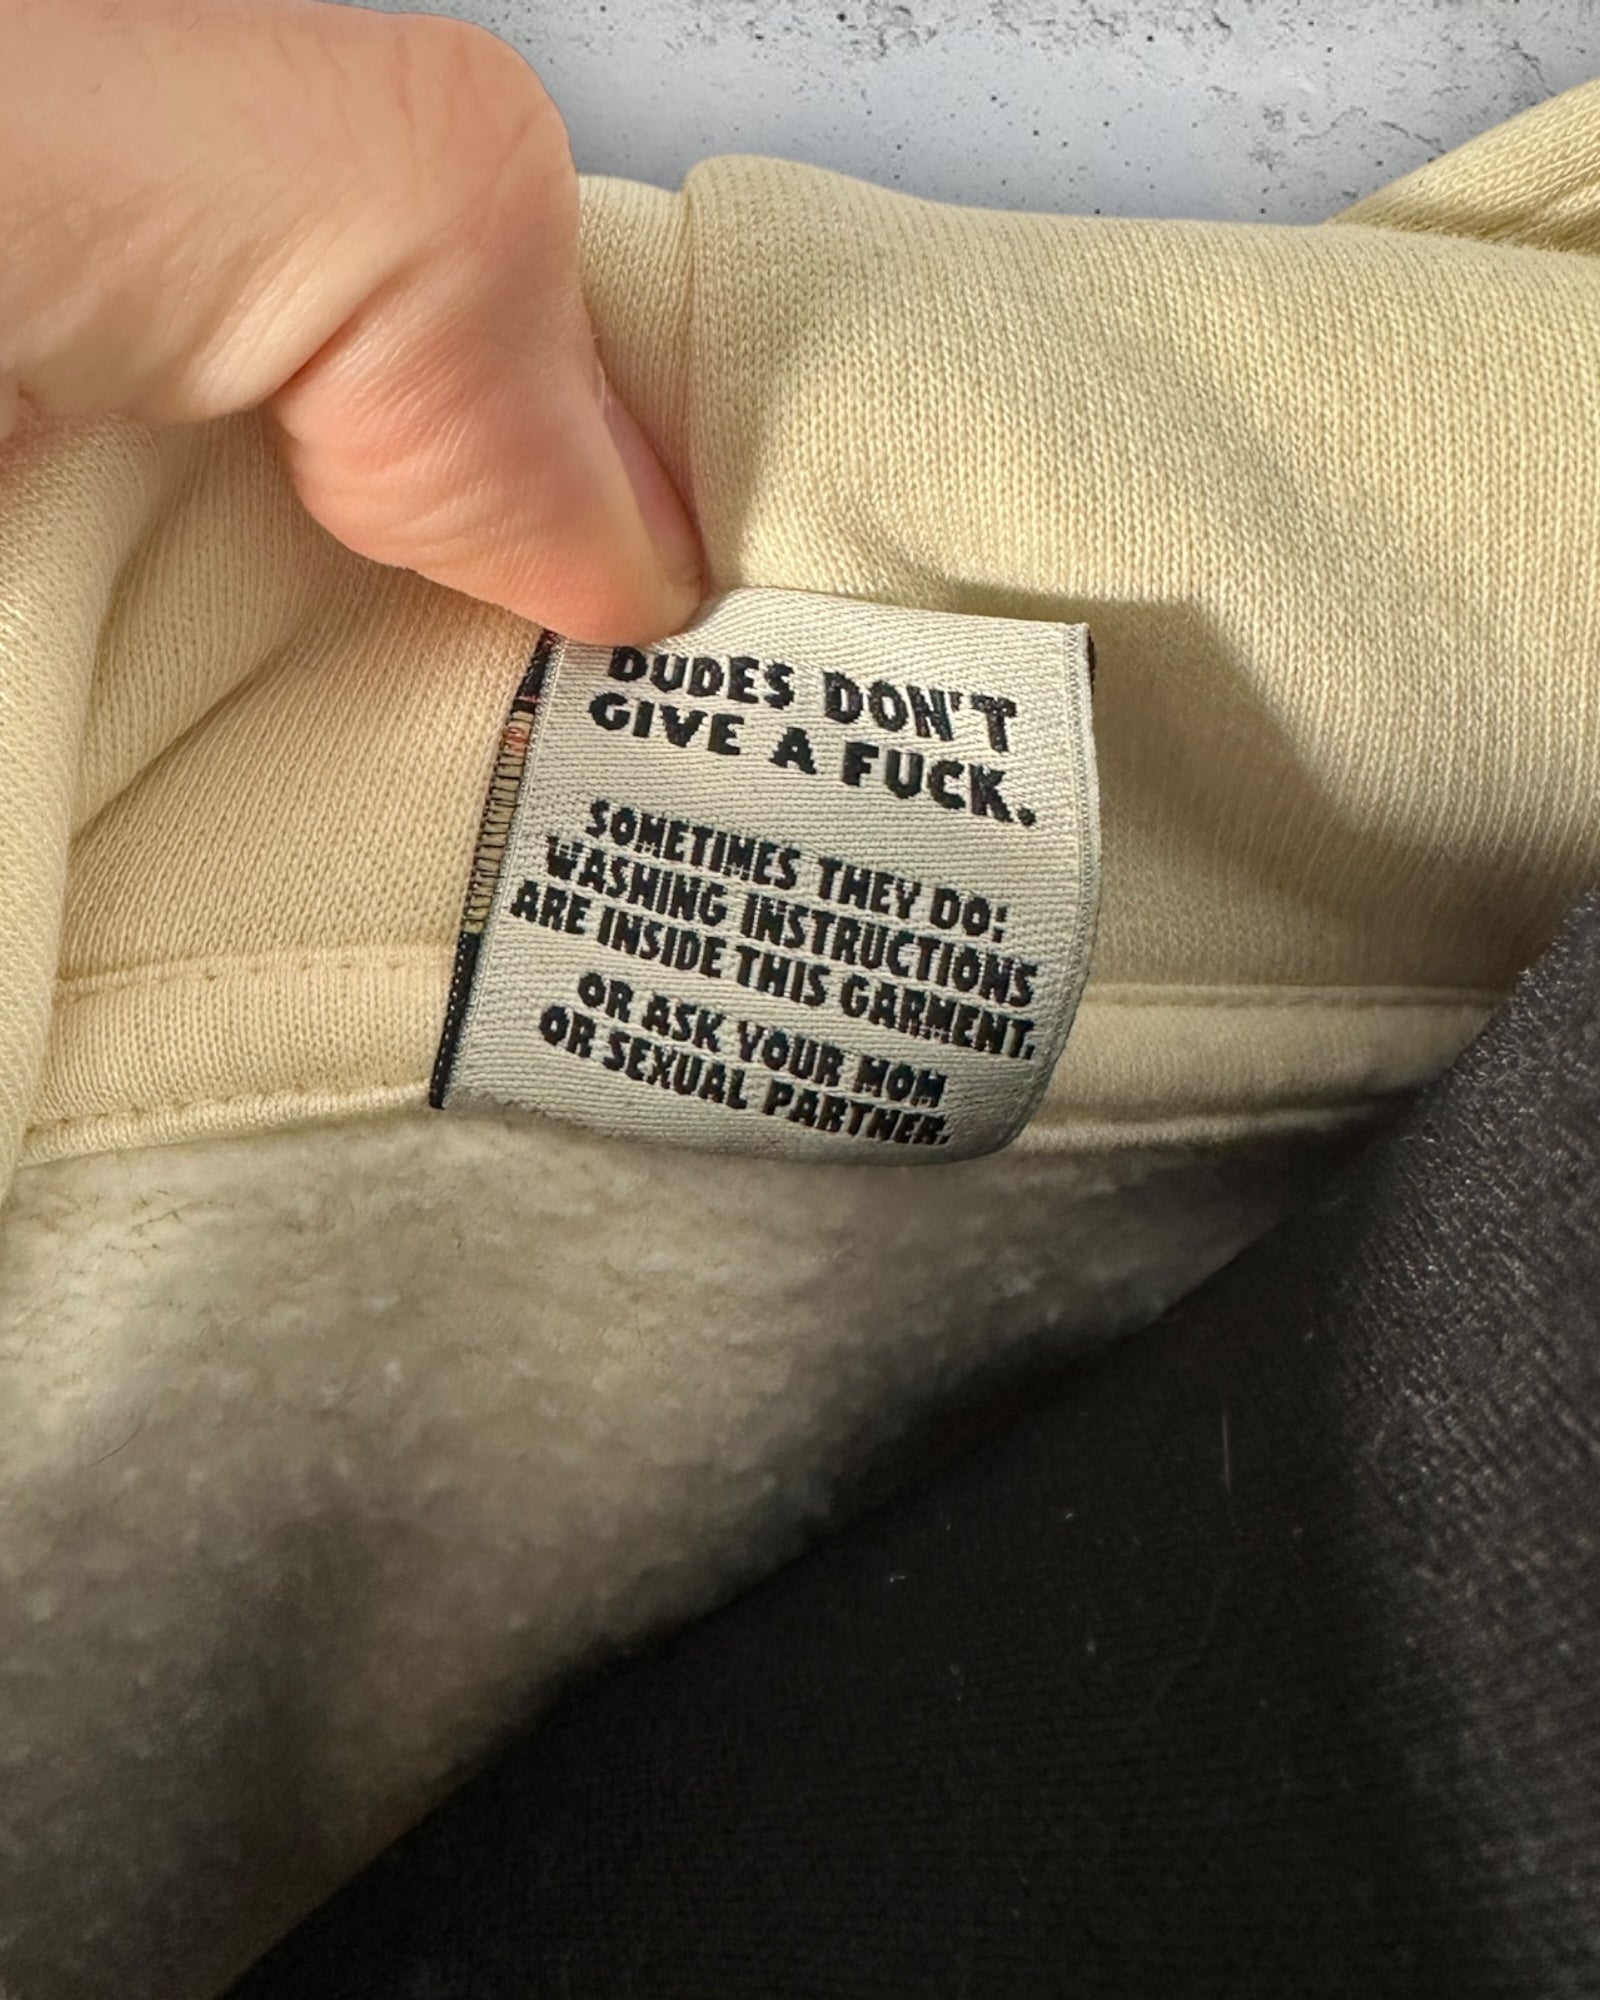 DUDES DON'T
GIVE A FUCK.
SOMETIMES THEY DO:
WASHING INSTRUCTIONS
ARE INSIDE THIS GARMENT.
OR ASK YOUR MOM
OR SEXUAL PARTNER.